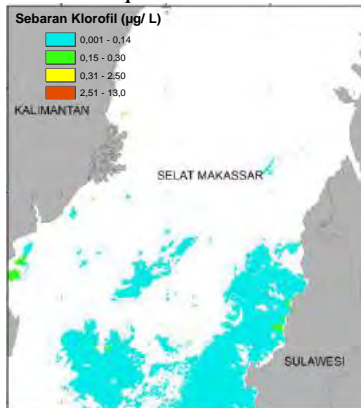 Sebaran Klorofil (µg/ L)
0,001 - 0,14
0,15 - 0,30
0,31 - 2.50
2,51 - 13,0
KALIMANTAN
SELAT MAKASSAR
SULAWESI